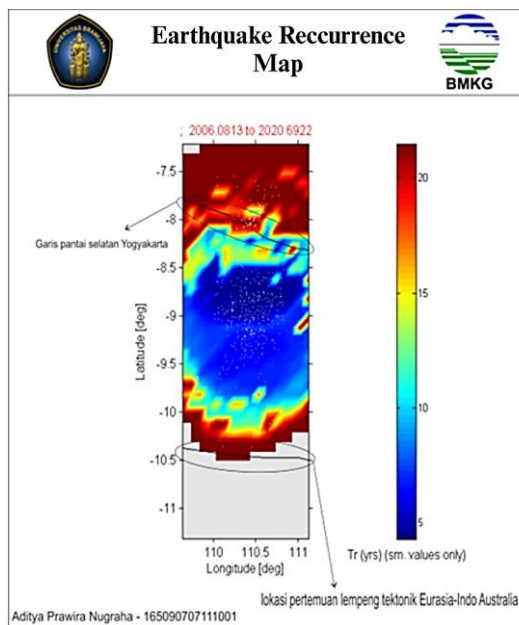 UNIVERSITAS BRAWIJAYA
Earthquake Reccurrence
Map
BMKG
; 2006.0813 to 2020.6922
-7.5
-8
-8.5
-9
-9.5
-10
-10.5
-11
Latitude [deg]
110
110.5
111
Longitude [deg]
20
15
10
5
Tr (yrs) (sm. values only)
Garis pantai selatan Yogyakarta
lokasi pertemuan lempeng tektonik Eurasia-Indo Australia
Aditya Prawira Nugraha - 165090707111001